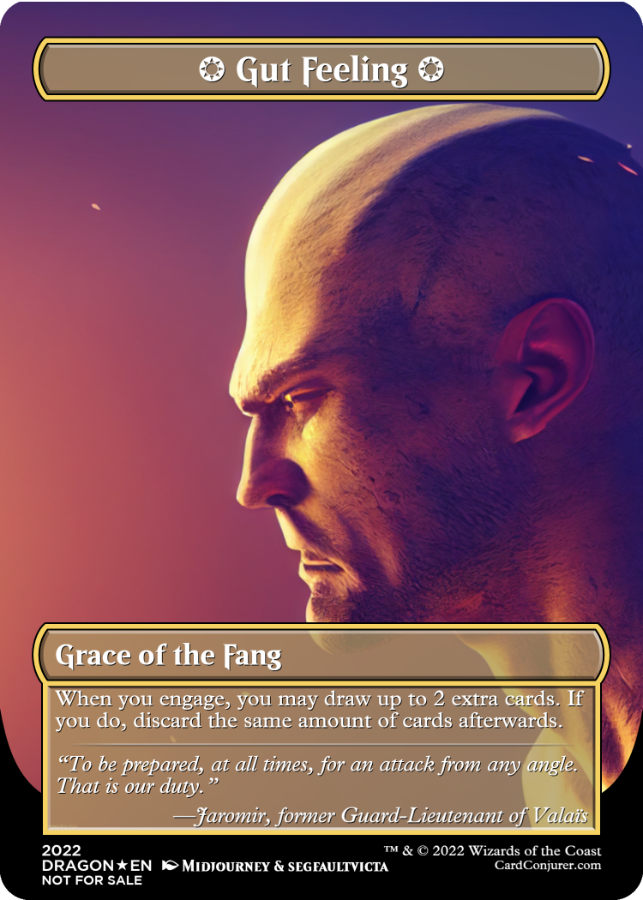 Gut Feeling
Grace of the Fang
When you engage, you may draw up to 2 extra cards. If
you do, discard the same amount of cards afterwards.
“To be prepared, at all times, for an attack from any angle.
That is our duty.”
—Jaromir, former Guard-Lieutenant of Valaïs
2022
DRAGON★EN Midjourney & segfaultvicta
NOT FOR SALE
™ & © 2022 Wizards of the Coast
CardConjurer.com